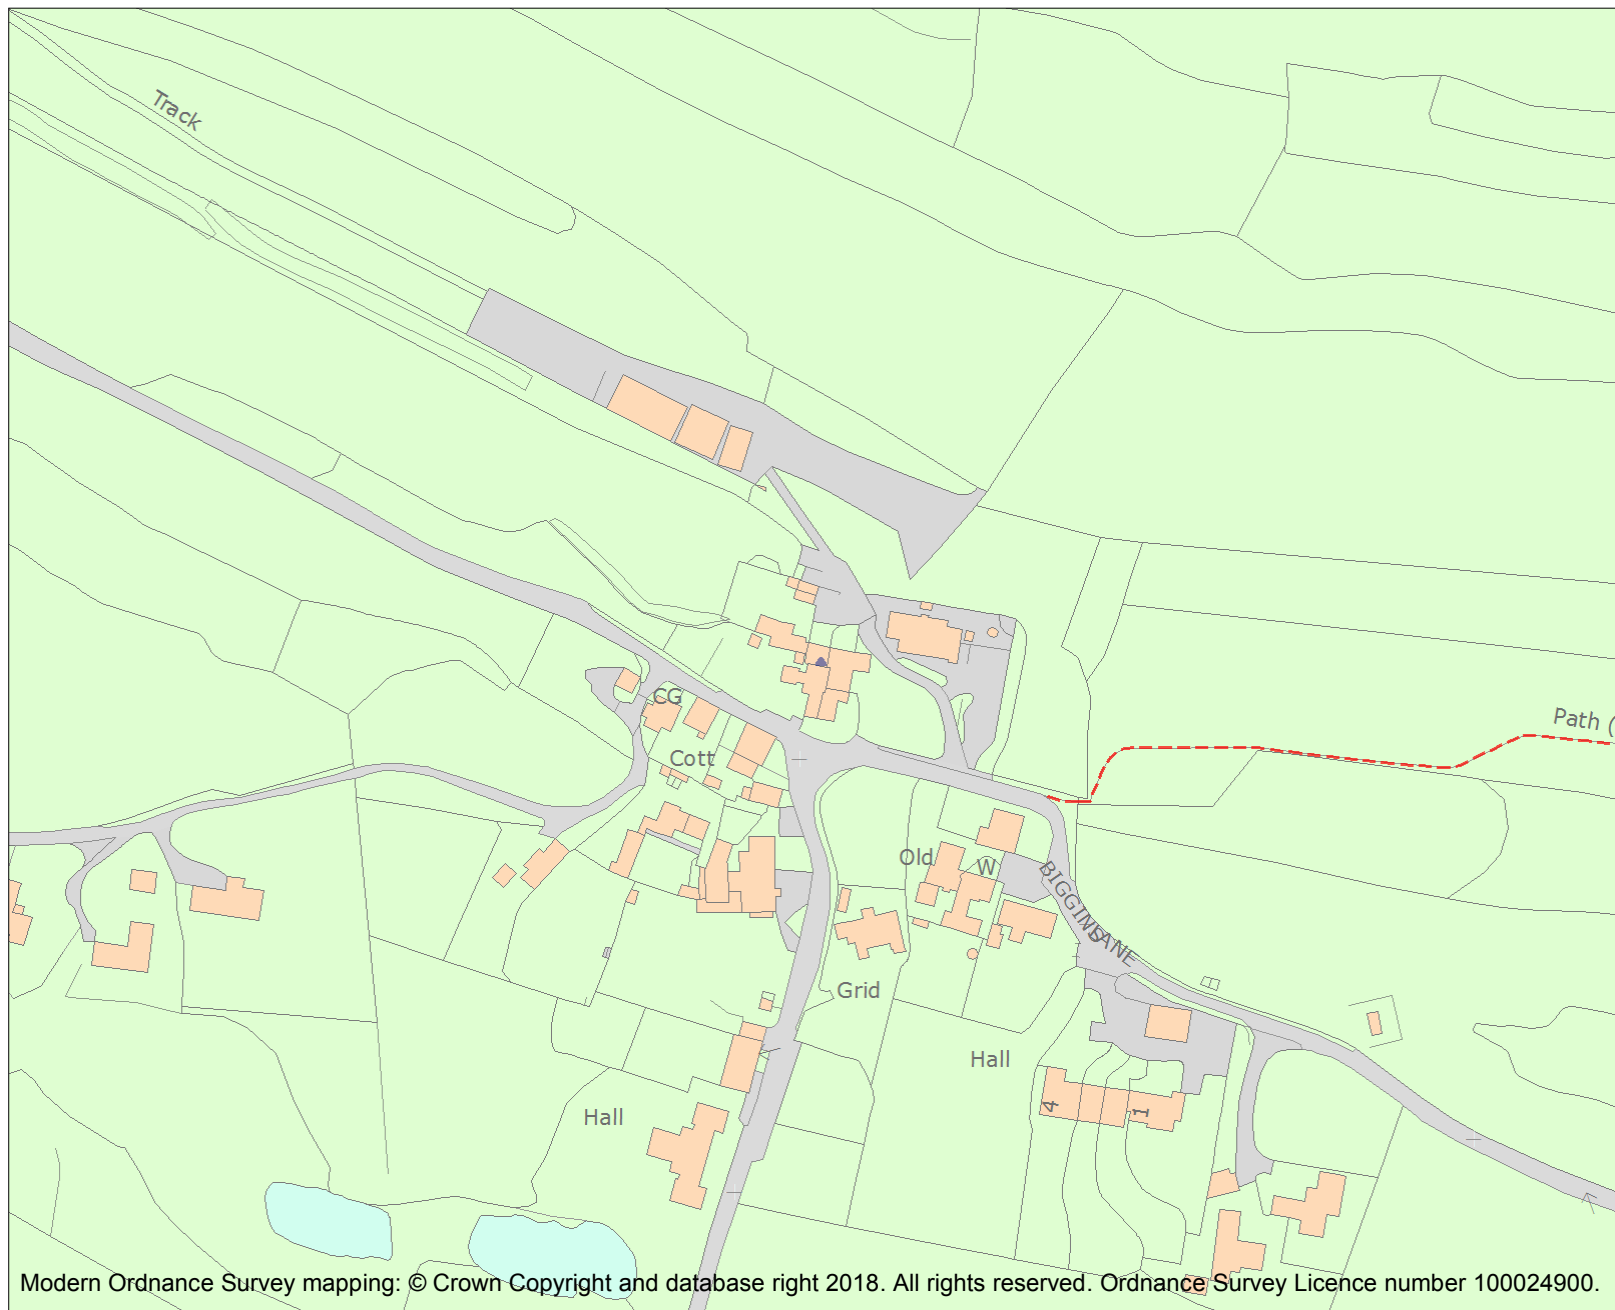 Track
Path (
CG
Cott
Old
W
BIGGIN LANE
Grid
Hall
4
1
Hall
Modern Ordnance Survey mapping: © Crown Copyright and database right 2018. All rights reserved. Ordnance Survey Licence number 100024900.